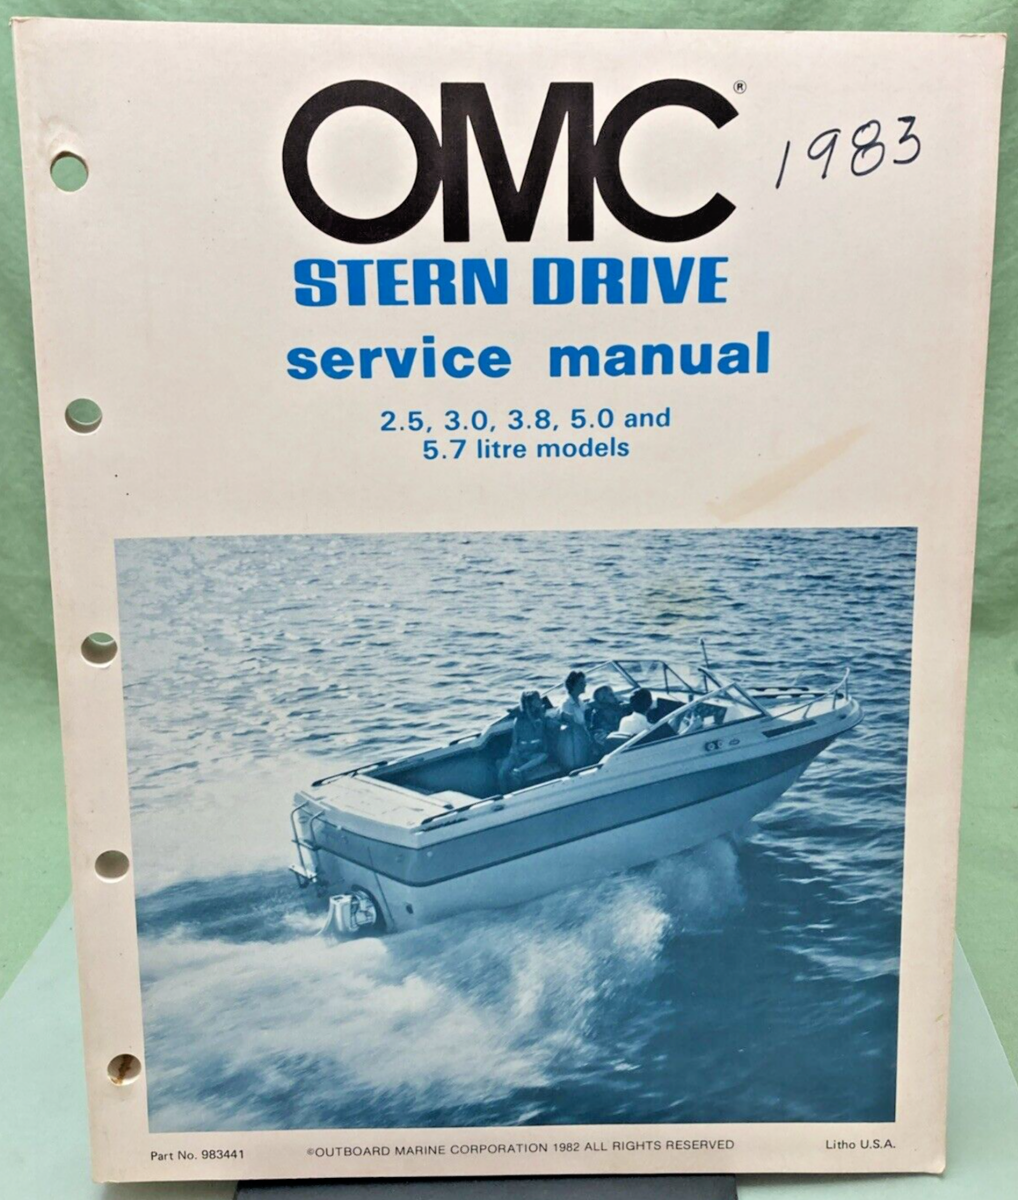 OMC®
1983
STERN DRIVE
service manual
2.5, 3.0, 3.8, 5.0 and
5.7 litre models
Part No. 983441
©OUTBOARD MARINE CORPORATION 1982 ALL RIGHTS RESERVED
Litho U.S.A.